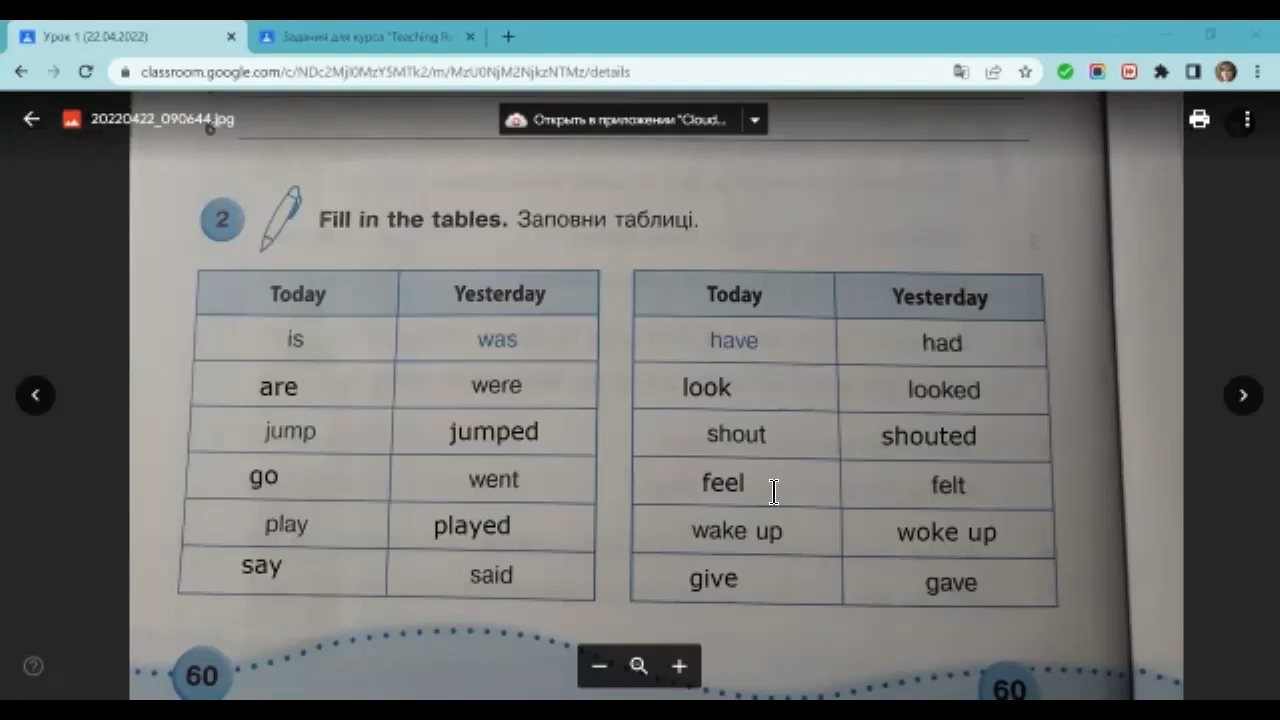 Урок 1 (22.04.2022)
Задания для курса "Teaching R
classroom.google.com/c/NDc2MjI0MzY5MTk2/m/MzU0NjM2NjkzNTMz/details
20220422_090644.jpg
Открыть в приложении "Cloud...
6
2 Fill in the tables. Заповни таблиці.
Today Yesterday
is was
are were
jump jumped
go went
play played
say said
Today Yesterday
have had
look looked
shout shouted
feel felt
wake up woke up
give gave
60
60